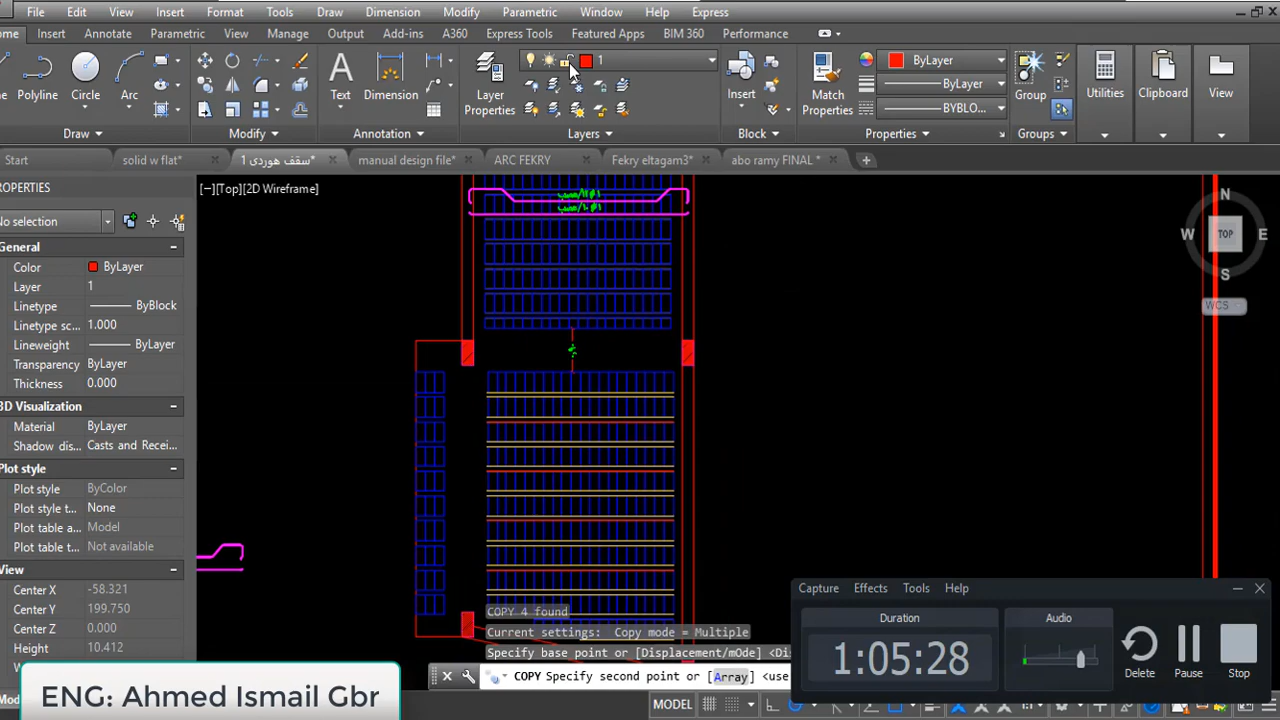 File Edit View Insert Format Tools Draw Dimension Modify Parametric Window Help Express
Insert Annotate Parametric View Manage Output Add-ins A360 Express Tools Featured Apps BIM 360 Performance
Polyline Circle Arc Text Dimension Layer Properties 1 Insert Match Properties ByLayer ByLayer BYBLO... Group Utilities Clipboard View
Draw Modify Annotation Layers Block Properties Groups
Start solid w flat* سقف هوردى 1* manual design file* ARC FEKRY Fekry eltagam3* abo ramy FINAL *
ROPERTIES
[−][Top][2D Wireframe]
No selection
N
W TOP E
S
WCS
General
Color ByLayer
Layer 1
Linetype ByBlock
Linetype sc... 1.000
Lineweight ByLayer
Transparency ByLayer
Thickness 0.000
3D Visualization
Material ByLayer
Shadow dis... Casts and Recei...
Plot style
Plot style ByColor
Plot style t... None
Plot table a... Model
Plot table t... Not available
View
Center X -58.321
Center Y 199.750
Center Z 0.000
Height 10.412
COPY 4 found
Current settings: Copy mode = Multiple
Specify base point or [Displacement/mOde] <Di
COPY Specify second point or [Array] <use
MODEL
Capture Effects Tools Help
Duration Audio
1:05:28
Delete Pause Stop
ENG: Ahmed Ismail Gbr